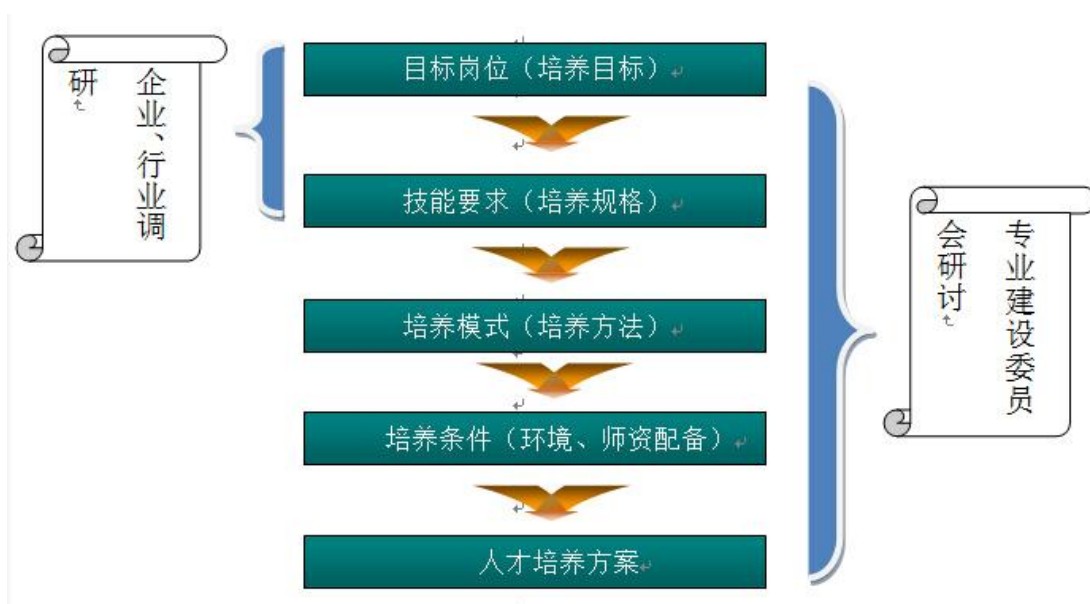 企业、行业调
研
目标岗位（培养目标）
技能要求（培养规格）
培养模式（培养方法）
培养条件（环境、师资配备）
人才培养方案
专业建设委员
会研讨